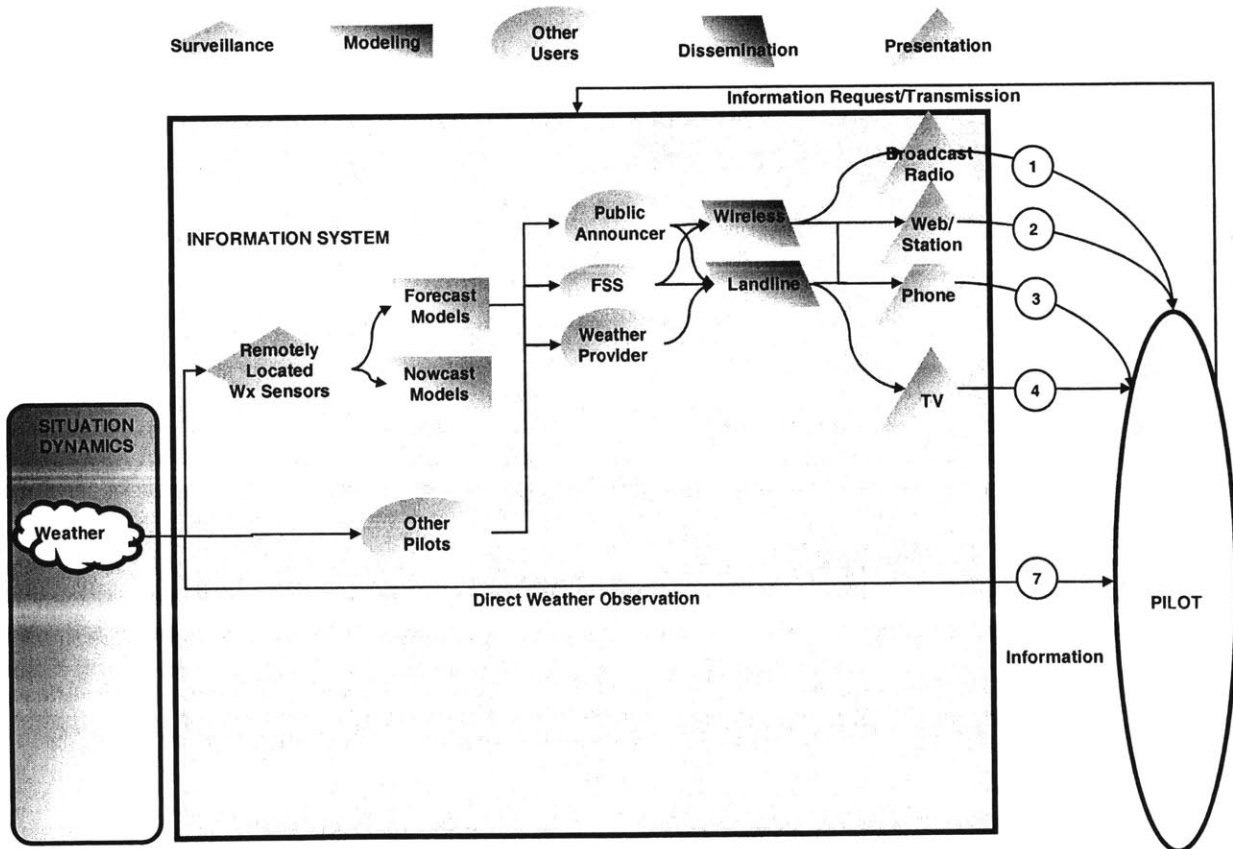 Surveillance
Modeling
Other
Users
Dissemination
Presentation
Information Request/Transmission
Broadcast
Radio
1
INFORMATION SYSTEM
Public
Announcer
Wireless
Web/
Station
2
Forecast
Models
FSS
Landline
Phone
3
Remotely
Located
Wx Sensors
Weather
Provider
Nowcast
Models
TV
4
SITUATION
DYNAMICS
Weather
Other
Pilots
7
Direct Weather Observation
PILOT
Information